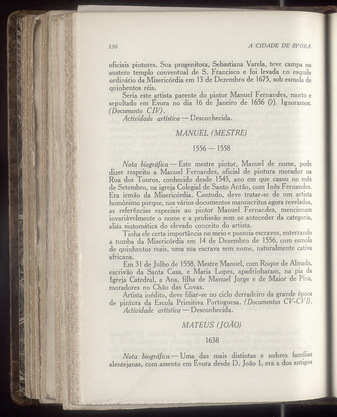 136 A CIDADE DE EVORA
oficiais pintores. Sua progenitora, Sebastiana Varela, teve campa no
austero templo conventual de S. Francisco e foi levada no esquife
ordinário da Misericórdia em 13 de Dezembro de 1675, sob esmola de
quinhentos réis.
Seria este artista parente do pintor Manuel Fernandes, morto e
sepultado em Évora no dia 16 de Janeiro de 1656 (?). Ignoramos.
(Documento CIV).
Actividade artística — Desconhecida.
MANUEL (MESTRE)
1556 — 1558
Nota biográfica — Este mestre pintor, Manuel de nome, pode
dizer respeito a Manuel Fernandes, oficial de pintura morador na
Rua dos Touros, conhecido desde 1545, ano em que casou no mês
de Setembro, na igreja Colegial de Santo Antão, com Inês Fernandes.
Era irmão da Misericórdia. Contudo, deve tratar-se de um artista
homónimo porque, nos vários documentos manuscritos agora revelados,
as referências especiais ao pintor Manuel Fernandes, mencionam
invariàvelmente o nome e a profissão sem os anteceder da categoria,
aliás sintomática do elevado conceito do artista.
Tinha ele certa importância no meio e possuia escravos, enterrando
a tumba da Misericórdia em 14 de Dezembro de 1556, com esmola
de quinhentos reais, uma sua escrava sem nome, naturalmente cativa
africana.
Em 31 de Julho de 1558, Mestre Manuel, com Roque de Almada,
escrivão da Santa Casa, e Maria Lopes, apadrinharam, na pia da
Igreja Catedral, a Ana, filha de Manuel Jorge e de Maior de Pina,
moradores no Chão das Covas.
Artista inédito, deve filiar-se no ciclo derradeiro da grande época
de pintura da Escola Primitiva Portuguesa. (Documentos CV-CVI).
Actividade artística — Desconhecida.
MATEUS (JOÃO)
1638
Nota biográfica — Uma das mais distintas e nobres famílias
alentejanas, com assento em Évora desde D. João I, era a dos antigos